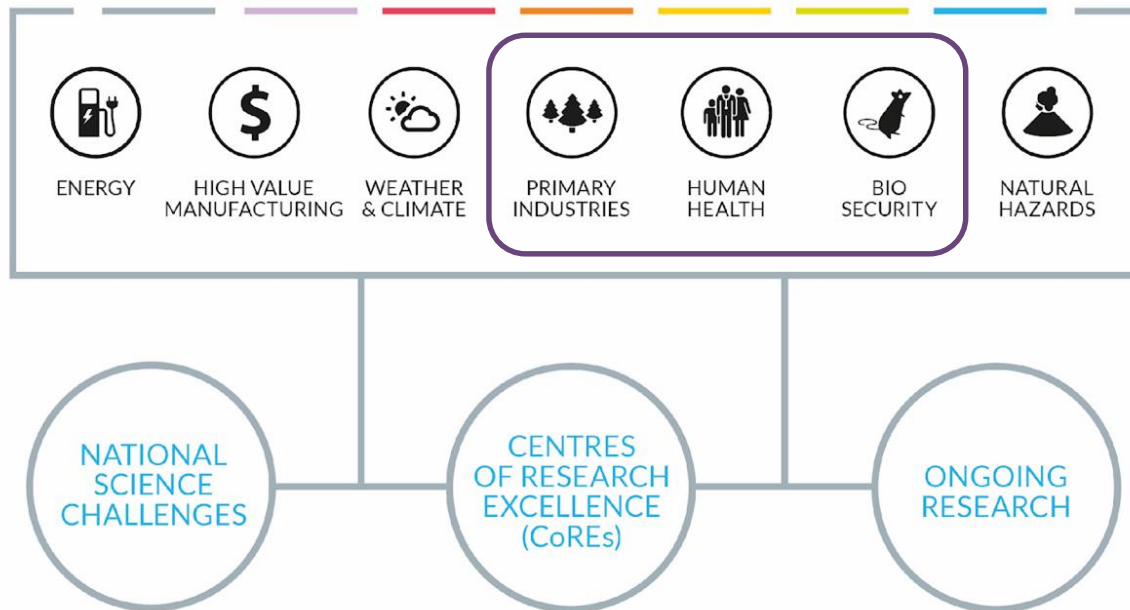 ENERGY
HIGH VALUE
MANUFACTURING
WEATHER
& CLIMATE
PRIMARY
INDUSTRIES
HUMAN
HEALTH
BIO
SECURITY
NATURAL
HAZARDS
NATIONAL
SCIENCE
CHALLENGES
CENTRES
OF RESEARCH
EXCELLENCE
(CoREs)
ONGOING
RESEARCH